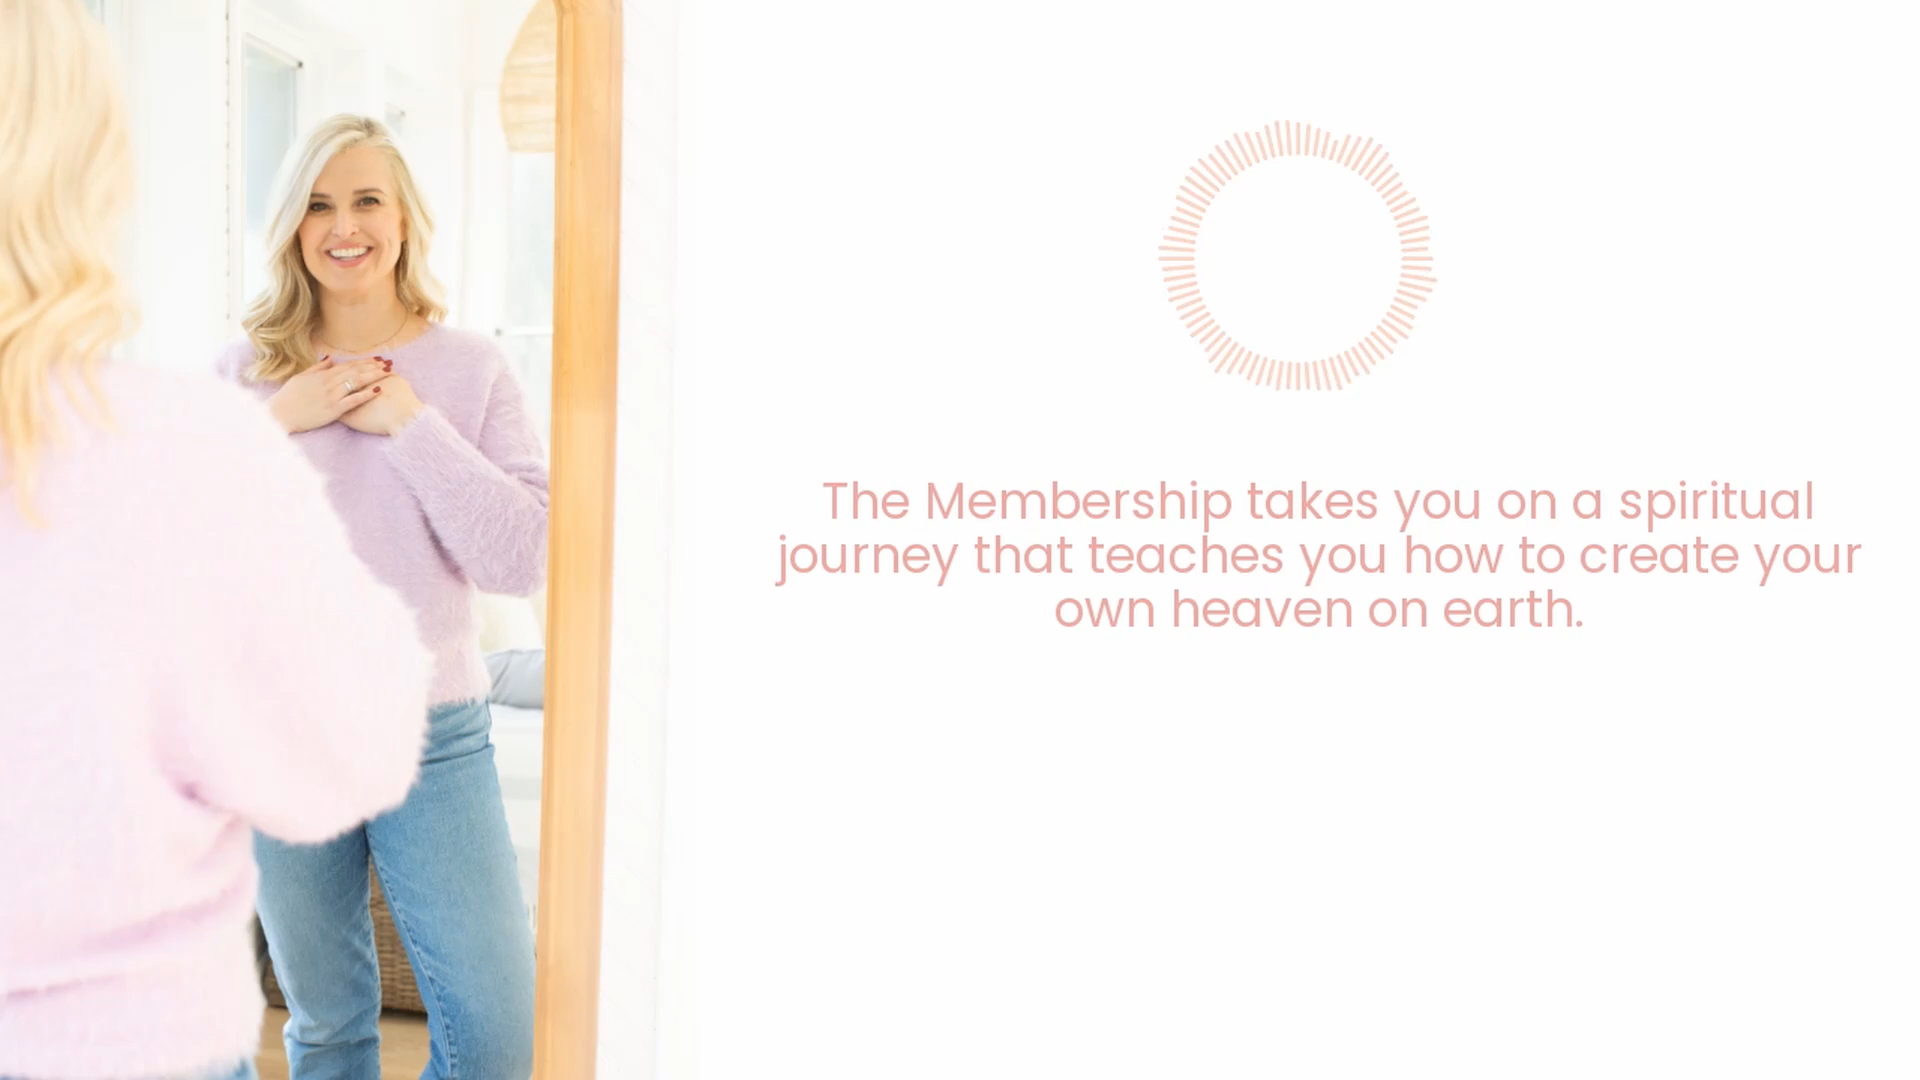 The Membership takes you on a spiritual
journey that teaches you how to create your
own heaven on earth.